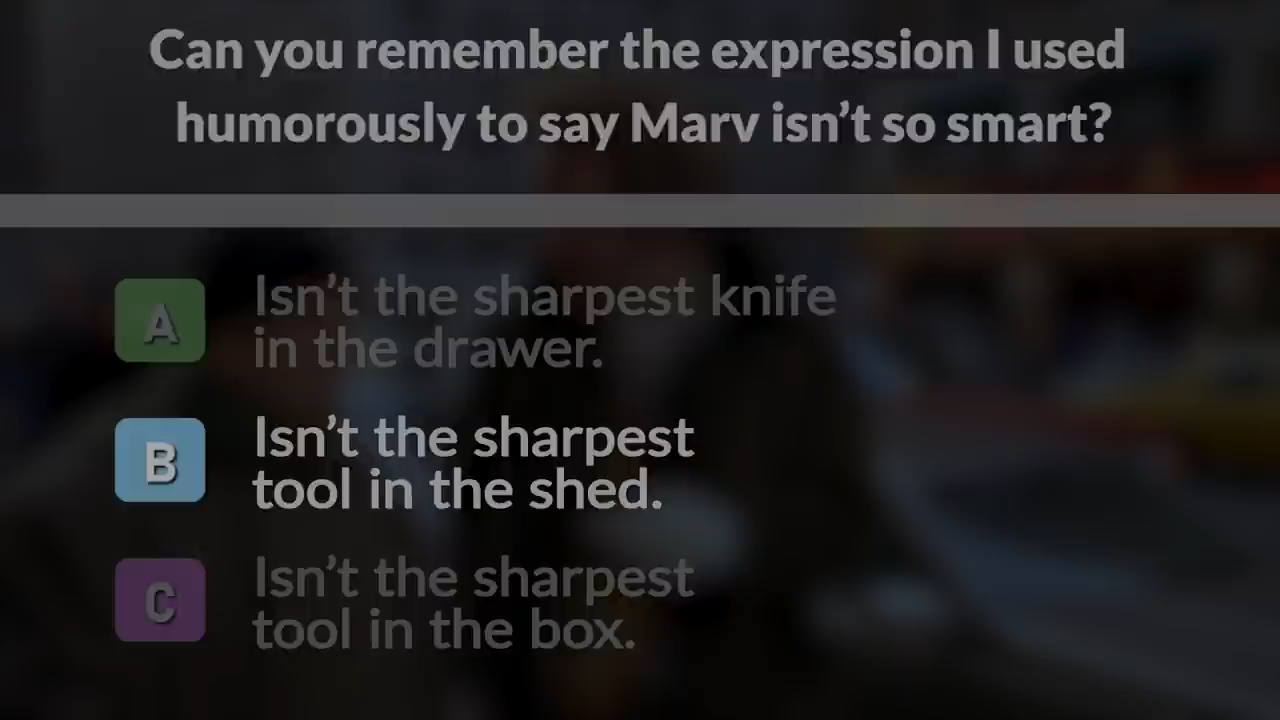 Can you remember the expression I used
humorously to say Marv isn’t so smart?
A
Isn’t the sharpest knife
in the drawer.
B
Isn’t the sharpest
tool in the shed.
C
Isn’t the sharpest
tool in the box.